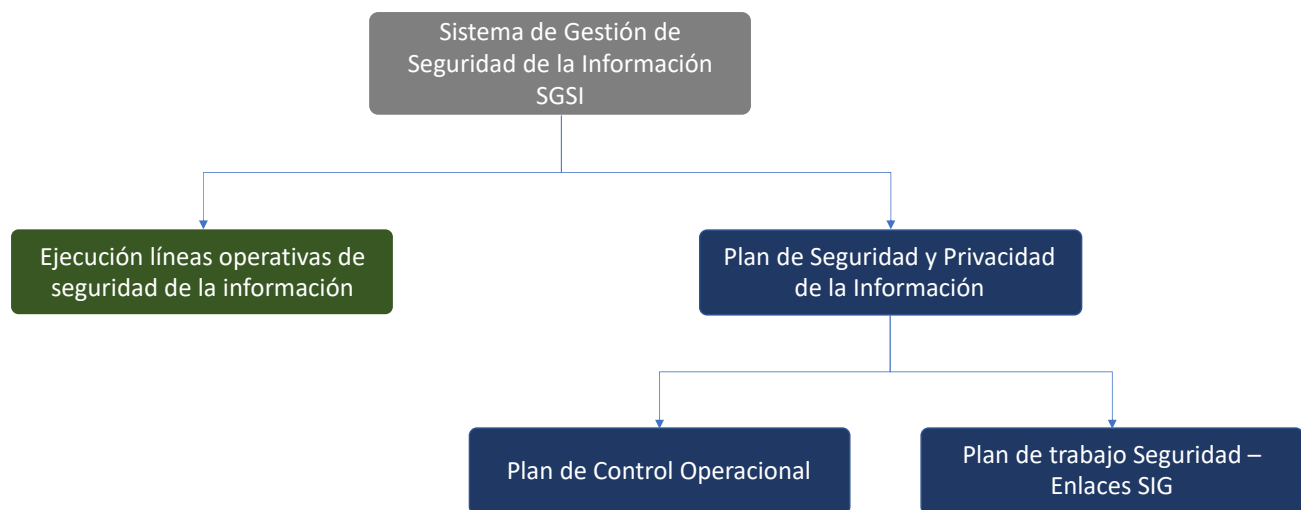 Sistema de Gestión de
Seguridad de la Información
SGSI
Ejecución líneas operativas de
seguridad de la información
Plan de Seguridad y Privacidad
de la Información
Plan de Control Operacional
Plan de trabajo Seguridad –
Enlaces SIG